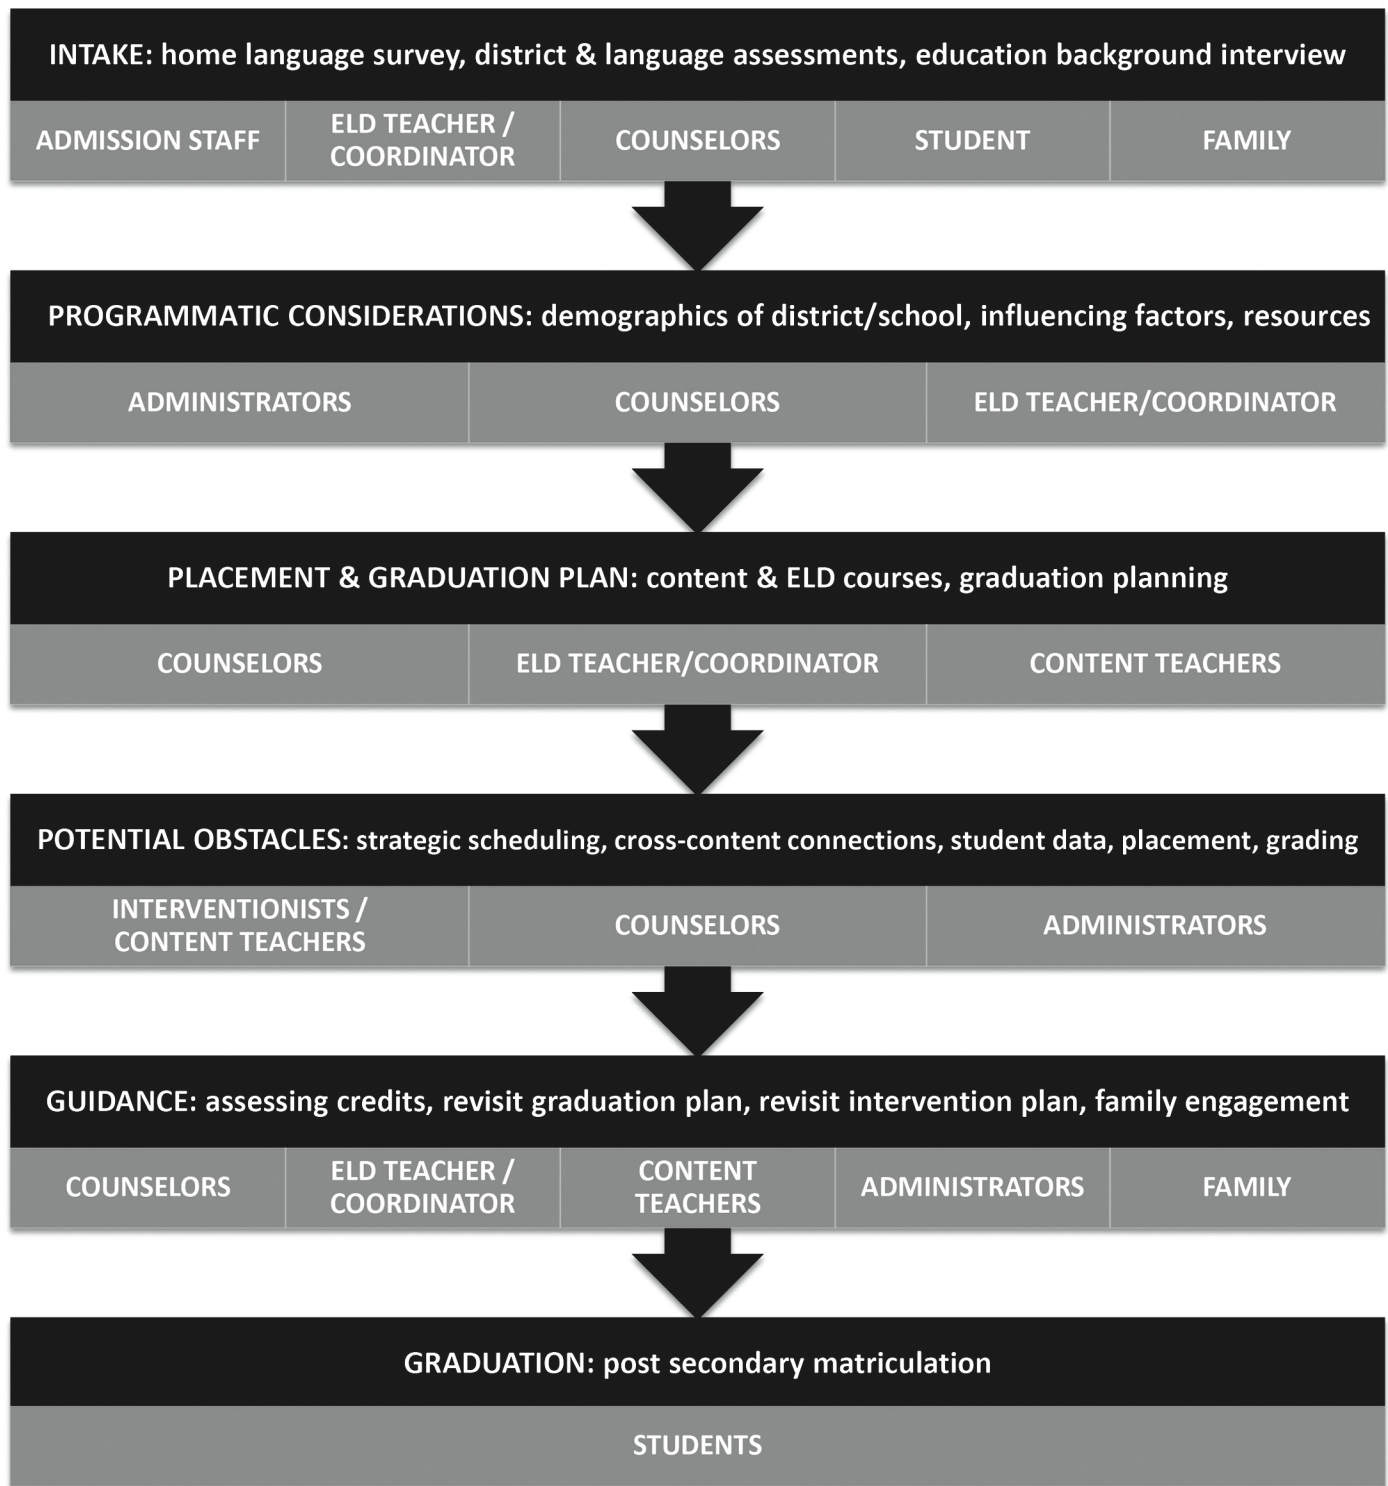 INTAKE: home language survey, district & language assessments, education background interview
ADMISSION STAFF
ELD TEACHER /
COORDINATOR
COUNSELORS
STUDENT
FAMILY
PROGRAMMATIC CONSIDERATIONS: demographics of district/school, influencing factors, resources
ADMINISTRATORS
COUNSELORS
ELD TEACHER/COORDINATOR
PLACEMENT & GRADUATION PLAN: content & ELD courses, graduation planning
COUNSELORS
ELD TEACHER/COORDINATOR
CONTENT TEACHERS
POTENTIAL OBSTACLES: strategic scheduling, cross-content connections, student data, placement, grading
INTERVENTIONISTS /
CONTENT TEACHERS
COUNSELORS
ADMINISTRATORS
GUIDANCE: assessing credits, revisit graduation plan, revisit intervention plan, family engagement
COUNSELORS
ELD TEACHER /
COORDINATOR
CONTENT
TEACHERS
ADMINISTRATORS
FAMILY
GRADUATION: post secondary matriculation
STUDENTS